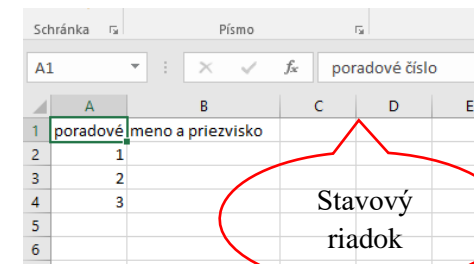 Schránka Písmo
A1 fx poradové číslo
A B C D E
1 poradové meno a priezvisko
2 1
3 2
4 3
5
6
Stavový
riadok